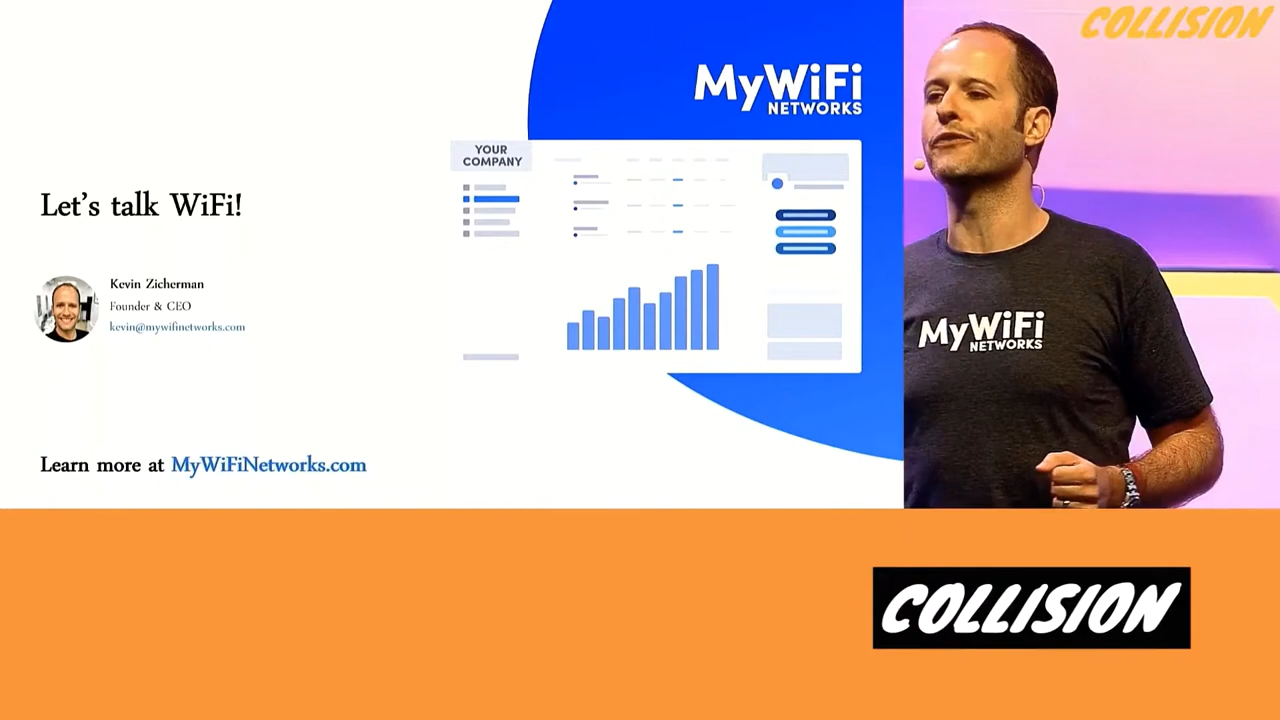 COLLISION
MyWiFi
NETWORKS
YOUR
COMPANY
Let's talk WiFi!
Kevin Zicherman
Founder & CEO
kevin@mywifinetworks.com
Learn more at MyWiFiNetworks.com
MyWiFi
NETWORKS
COLLISION